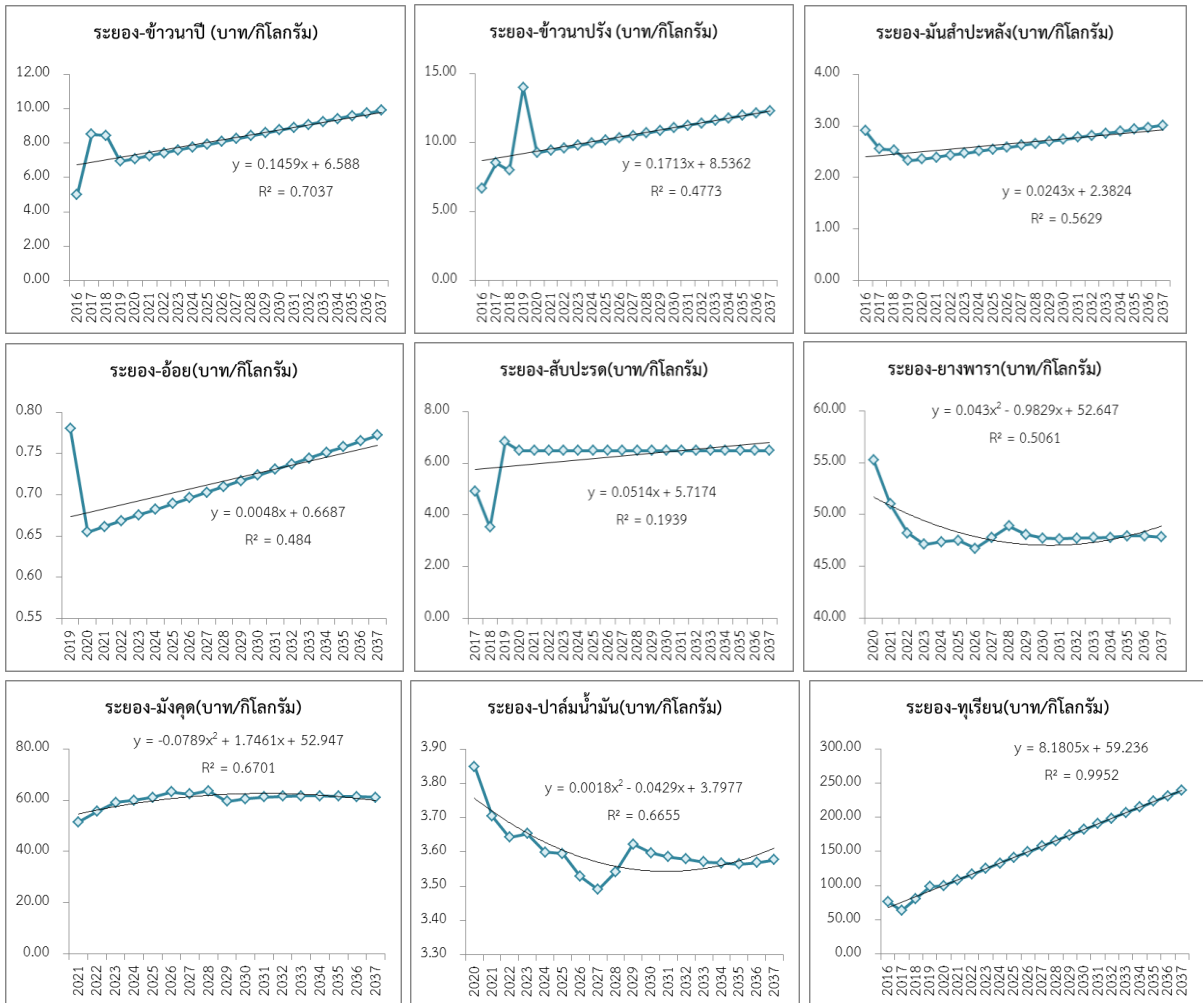 ระยอง-ข้าวนาปี (บาท/กิโลกรัม)
12.00
10.00
8.00
6.00
4.00
2.00
0.00
y = 0.1459x + 6.588
R² = 0.7037
2016 2017 2018 2019 2020 2021 2022 2023 2024 2025 2026 2027 2028 2029 2030 2031 2032 2033 2034 2035 2036 2037
ระยอง-ข้าวนาปรัง (บาท/กิโลกรัม)
15.00
10.00
5.00
0.00
y = 0.1713x + 8.5362
R² = 0.4773
2016 2017 2018 2019 2020 2021 2022 2023 2024 2025 2026 2027 2028 2029 2030 2031 2032 2033 2034 2035 2036 2037
ระยอง-มันสำปะหลัง(บาท/กิโลกรัม)
4.00
3.00
2.00
1.00
0.00
y = 0.0243x + 2.3824
R² = 0.5629
2016 2017 2018 2019 2020 2021 2022 2023 2024 2025 2026 2027 2028 2029 2030 2031 2032 2033 2034 2035 2036 2037
ระยอง-อ้อย(บาท/กิโลกรัม)
0.80
0.75
0.70
0.65
0.60
0.55
y = 0.0048x + 0.6687
R² = 0.484
2019 2020 2021 2022 2023 2024 2025 2026 2027 2028 2029 2030 2031 2032 2033 2034 2035 2036 2037
ระยอง-สับปะรด(บาท/กิโลกรัม)
8.00
6.00
4.00
2.00
0.00
y = 0.0514x + 5.7174
R² = 0.1939
2017 2018 2019 2020 2021 2022 2023 2024 2025 2026 2027 2028 2029 2030 2031 2032 2033 2034 2035 2036 2037
ระยอง-ยางพารา(บาท/กิโลกรัม)
60.00
55.00
50.00
45.00
40.00
y = 0.043x² - 0.9829x + 52.647
R² = 0.5061
2020 2021 2022 2023 2024 2025 2026 2027 2028 2029 2030 2031 2032 2033 2034 2035 2036 2037
ระยอง-มังคุด(บาท/กิโลกรัม)
80.00
60.00
40.00
20.00
0.00
y = -0.0789x² + 1.7461x + 52.947
R² = 0.6701
2021 2022 2023 2024 2025 2026 2027 2028 2029 2030 2031 2032 2033 2034 2035 2036 2037
ระยอง-ปาล์มน้ำมัน(บาท/กิโลกรัม)
3.90
3.80
3.70
3.60
3.50
3.40
3.30
y = 0.0018x² - 0.0429x + 3.7977
R² = 0.6655
2020 2021 2022 2023 2024 2025 2026 2027 2028 2029 2030 2031 2032 2033 2034 2035 2036 2037
ระยอง-ทุเรียน(บาท/กิโลกรัม)
300.00
250.00
200.00
150.00
100.00
50.00
0.00
y = 8.1805x + 59.236
R² = 0.9952
2016 2017 2018 2019 2020 2021 2022 2023 2024 2025 2026 2027 2028 2029 2030 2031 2032 2033 2034 2035 2036 2037